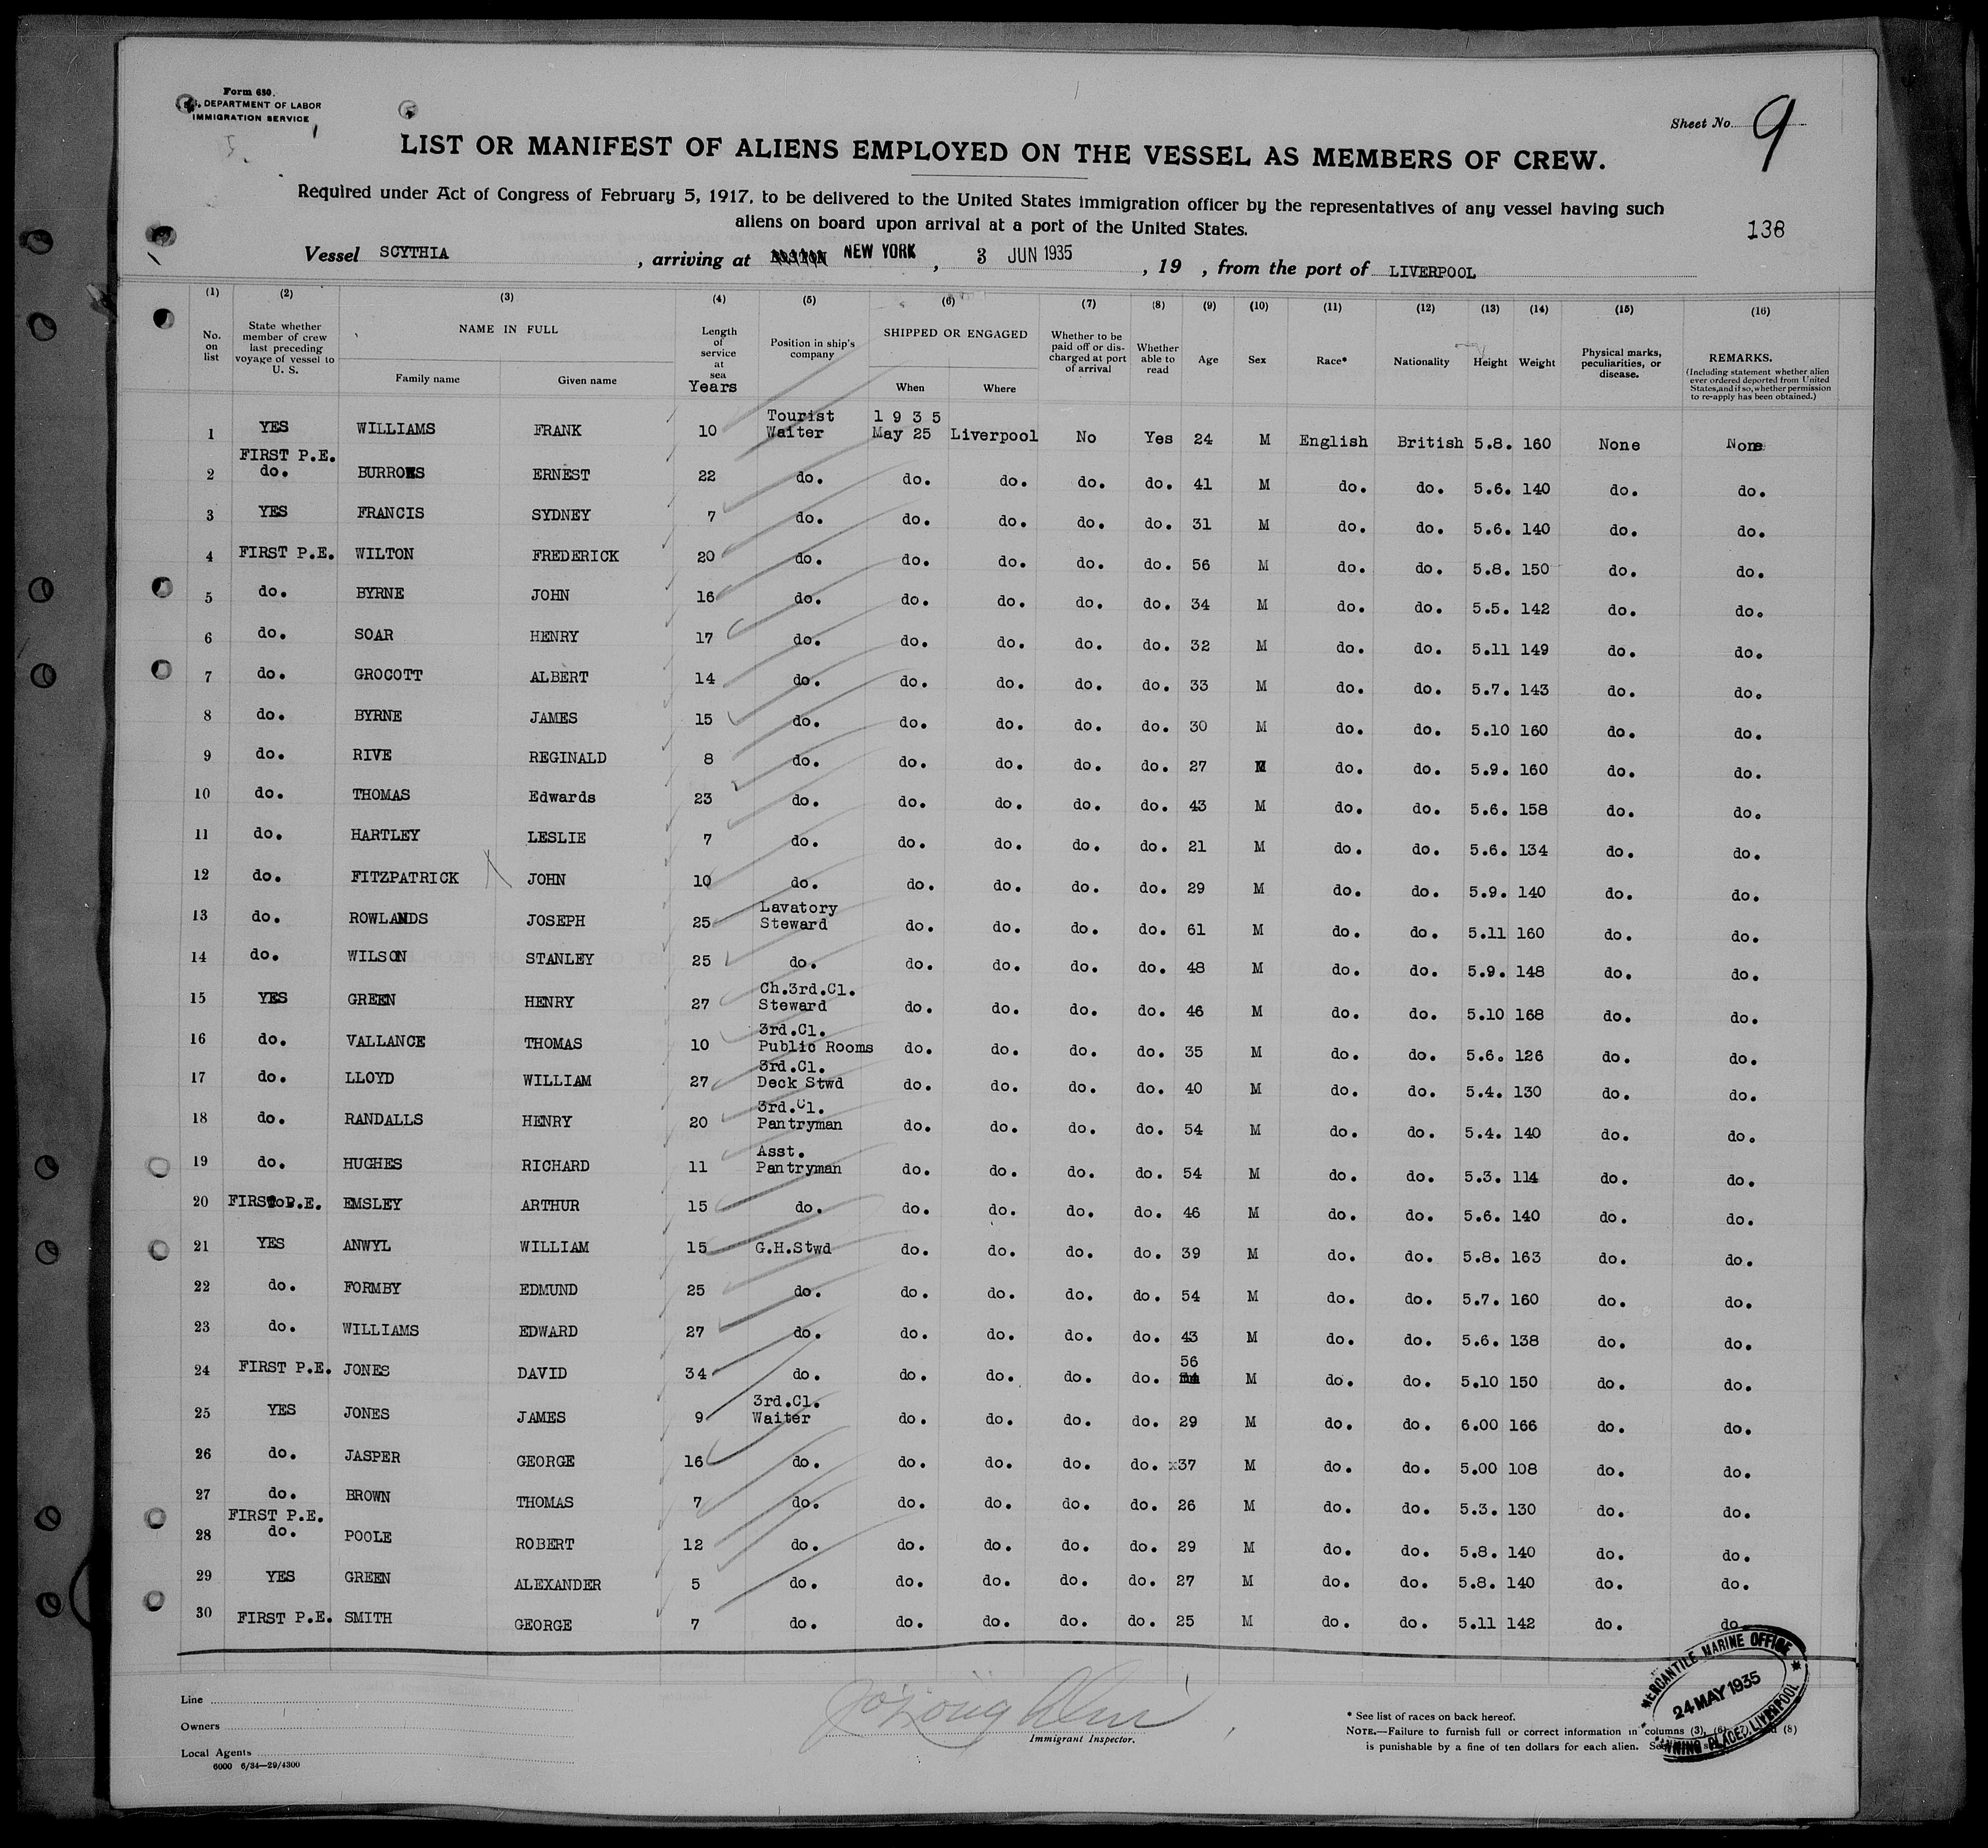 Form 680.
DEPARTMENT OF LABOR
IMMIGRATION SERVICE
Sheet No. 9
LIST OR MANIFEST OF ALIENS EMPLOYED ON THE VESSEL AS MEMBERS OF CREW.
Required under Act of Congress of February 5, 1917, to be delivered to the United States immigration officer by the representatives of any vessel having such
aliens on board upon arrival at a port of the United States.
138
Vessel SCYTHIA , arriving at BOSTON NEW YORK , 3 JUN 1935 , 19 , from the port of LIVERPOOL
(1) (2) (3) (4) (5) (6) (7) (8) (9) (10) (11) (12) (13) (14) (15) (16)
No. on list State whether member of crew last preceding voyage of vessel to U. S. NAME IN FULL Family name Given name Length of service at sea Years Position in ship's company SHIPPED OR ENGAGED When Where Whether to be paid off or discharged at port of arrival Whether able to read Age Sex Race* Nationality Height Weight Physical marks, peculiarities, or disease. REMARKS. (Including statement whether alien ever ordered deported from United States, and if so, whether permission to re-apply has been obtained.)
1 YES WILLIAMS FRANK 10 Tourist Waiter 1 9 3 5 May 25 Liverpool No Yes 24 M English British 5.8. 160 None None
2 FIRST P.E. do. BURROWS ERNEST 22 do. do. do. do. do. 41 M do. do. 5.6. 140 do. do.
3 YES FRANCIS SYDNEY 7 do. do. do. do. do. 31 M do. do. 5.6. 140 do. do.
4 FIRST P.E. WILTON FREDERICK 20 do. do. do. do. do. 56 M do. do. 5.8. 150 do. do.
5 do. BYRNE JOHN 16 do. do. do. do. do. 34 M do. do. 5.5. 142 do. do.
6 do. SOAR HENRY 17 do. do. do. do. do. 32 M do. do. 5.11 149 do. do.
7 do. GROCOTT ALBERT 14 do. do. do. do. do. 33 M do. do. 5.7. 143 do. do.
8 do. BYRNE JAMES 15 do. do. do. do. do. 30 M do. do. 5.10 160 do. do.
9 do. RIVE REGINALD 8 do. do. do. do. do. 27 M do. do. 5.9. 160 do. do.
10 do. THOMAS Edwards 23 do. do. do. do. do. 43 M do. do. 5.6. 158 do. do.
11 do. HARTLEY LESLIE 7 do. do. do. do. do. 21 M do. do. 5.6. 134 do. do.
12 do. FITZPATRICK JOHN 10 do. do. do. do. do. 29 M do. do. 5.9. 140 do. do.
13 do. ROWLANDS JOSEPH 25 Lavatory Steward do. do. do. do. 61 M do. do. 5.11 160 do. do.
14 do. WILSON STANLEY 25 do. do. do. do. do. 48 M do. do. 5.9. 148 do. do.
15 YES GREEN HENRY 27 Ch.3rd.Cl. Steward do. do. do. do. 46 M do. do. 5.10 168 do. do.
16 do. VALLANCE THOMAS 10 3rd.Cl. Public Rooms do. do. do. do. 35 M do. do. 5.6. 126 do. do.
17 do. LLOYD WILLIAM 27 3rd.Cl. Deck Stwd do. do. do. do. 40 M do. do. 5.4. 130 do. do.
18 do. RANDALLS HENRY 20 3rd.Cl. Pantryman do. do. do. do. 54 M do. do. 5.4. 140 do. do.
19 do. HUGHES RICHARD 11 Asst. Pantryman do. do. do. do. 54 M do. do. 5.3. 114 do. do.
20 FIRST P.E. EMSLEY ARTHUR 15 do. do. do. do. do. 46 M do. do. 5.6. 140 do. do.
21 YES ANWYL WILLIAM 15 G.H.Stwd do. do. do. do. 39 M do. do. 5.8. 163 do. do.
22 do. FORMBY EDMUND 25 do. do. do. do. do. 54 M do. do. 5.7. 160 do. do.
23 do. WILLIAMS EDWARD 27 do. do. do. do. do. 43 M do. do. 5.6. 138 do. do.
24 FIRST P.E. JONES DAVID 34 do. do. do. do. do. 56 M do. do. 5.10 150 do. do.
25 YES JONES JAMES 9 3rd.Cl. Waiter do. do. do. do. 29 M do. do. 6.00 166 do. do.
26 do. JASPER GEORGE 16 do. do. do. do. do. x37 M do. do. 5.00 108 do. do.
27 do. BROWN THOMAS 7 do. do. do. do. do. 26 M do. do. 5.3. 130 do. do.
28 FIRST P.E. do. POOLE ROBERT 12 do. do. do. do. do. 29 M do. do. 5.8. 140 do. do.
29 YES GREEN ALEXANDER 5 do. do. do. do. do. 27 M do. do. 5.8. 140 do. do.
30 FIRST P.E. SMITH GEORGE 7 do. do. do. do. do. 25 M do. do. 5.11 142 do. do.
MERCANTILE MARINE OFFICE
24 MAY 1935
CANNING PLACE, LIVERPOOL
Line
Owners
Local Agents
6000 6/34—29/4300
Immigrant Inspector.
* See list of races on back hereof.
NOTE.—Failure to furnish full or correct information in columns (3), (6), (7), (8)
is punishable by a fine of ten dollars for each alien.